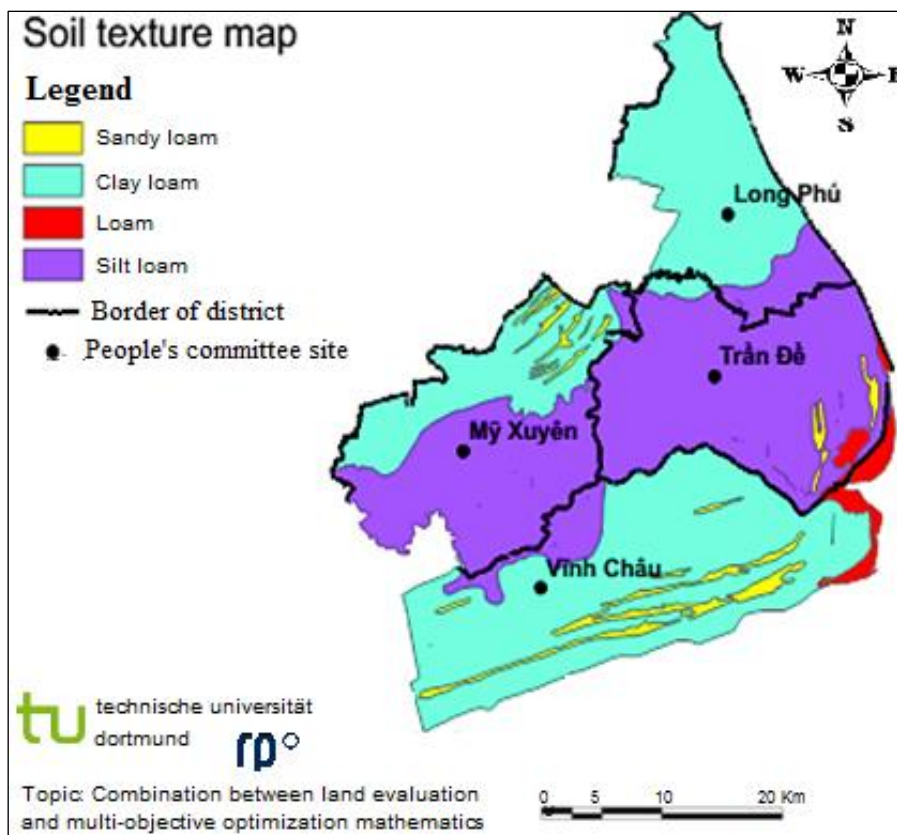 Soil texture map
N
W
E
S
Legend
Sandy loam
Clay loam
Loam
Silt loam
Border of district
People's committee site
Long Phú
Trần Đề
Mỹ Xuyên
Vĩnh Châu
tu technische universität
dortmund rp
Topic: Combination between land evaluation
and multi-objective optimization mathematics
0 5 10 20 Km